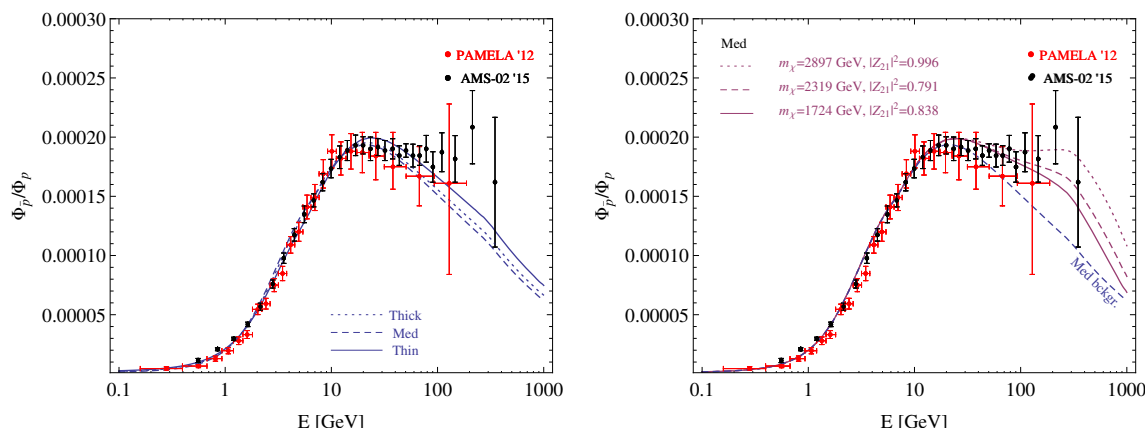 0.00030
0.00025
0.00020
0.00015
0.00010
0.00005
Φp̄/Φp
PAMELA '12
AMS-02 '15
Thick
Med
Thin
0.1 1 10 100 1000
E [GeV]
0.00030
0.00025
0.00020
0.00015
0.00010
0.00005
Φp̄/Φp
Med
mχ=2897 GeV, |Z21|²=0.996
mχ=2319 GeV, |Z21|²=0.791
mχ=1724 GeV, |Z21|²=0.838
PAMELA '12
AMS-02 '15
Med bckgr.
0.1 1 10 100 1000
E [GeV]